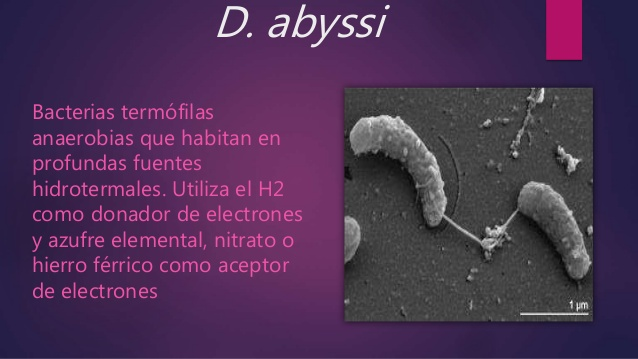 D. abyssi
Bacterias termófilas
anaerobias que habitan en
profundas fuentes
hidrotermales. Utiliza el H2
como donador de electrones
y azufre elemental, nitrato o
hierro férrico como aceptor
de electrones
1 µm